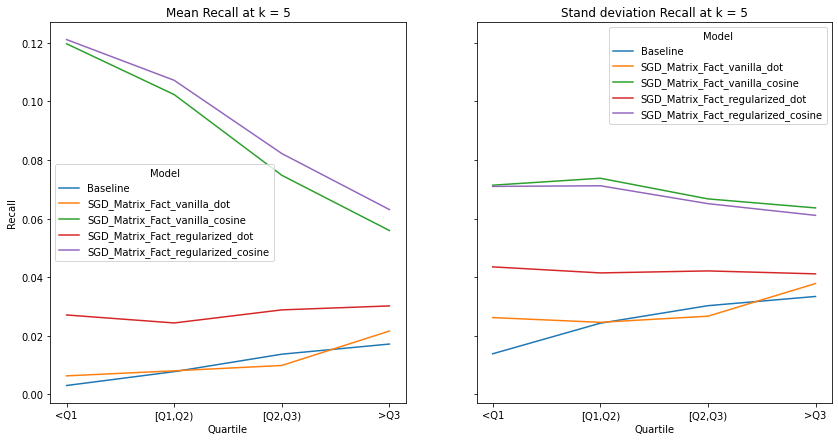 Mean Recall at k = 5
Recall
0.12
0.10
0.08
0.06
0.04
0.02
0.00
Model
Baseline
SGD_Matrix_Fact_vanilla_dot
SGD_Matrix_Fact_vanilla_cosine
SGD_Matrix_Fact_regularized_dot
SGD_Matrix_Fact_regularized_cosine
<Q1
[Q1,Q2)
[Q2,Q3)
>Q3
Quartile
Stand deviation Recall at k = 5
Model
Baseline
SGD_Matrix_Fact_vanilla_dot
SGD_Matrix_Fact_vanilla_cosine
SGD_Matrix_Fact_regularized_dot
SGD_Matrix_Fact_regularized_cosine
<Q1
[Q1,Q2)
[Q2,Q3)
>Q3
Quartile